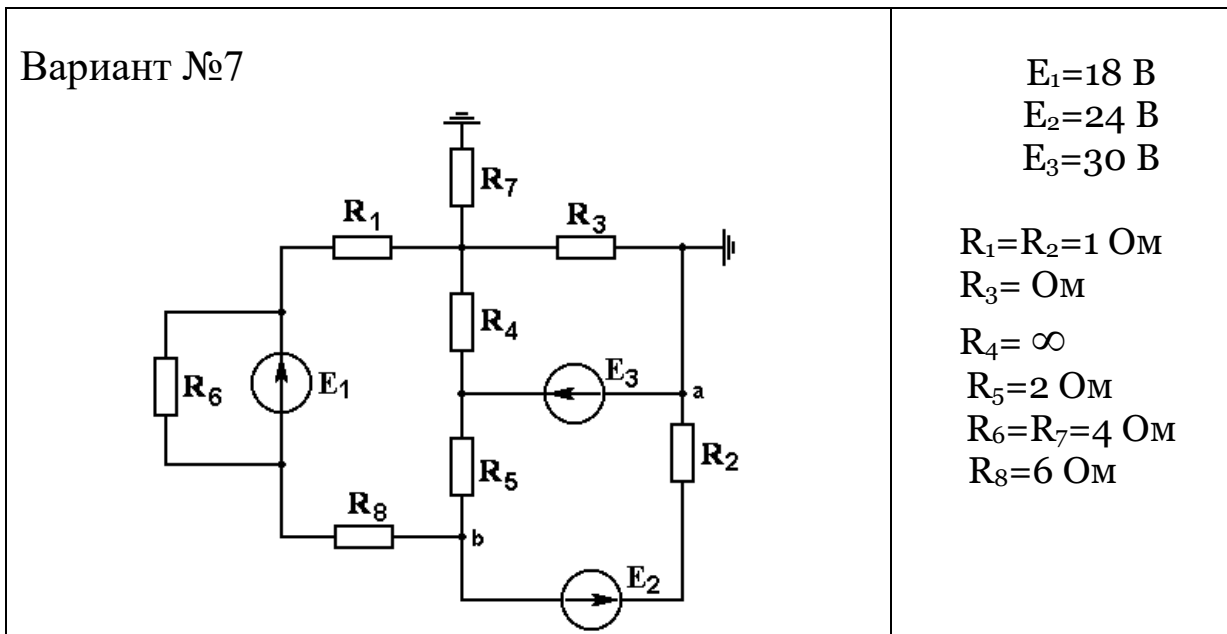 Вариант №7
R₇
R₁
R₃
R₄
E₃
a
R₆
E₁
R₂
R₅
R₈
b
E₂
E₁=18 В
E₂=24 В
E₃=30 В
R₁=R₂=1 Ом
R₃= Ом
R₄= ∞
R₅=2 Ом
R₆=R₇=4 Ом
R₈=6 Ом